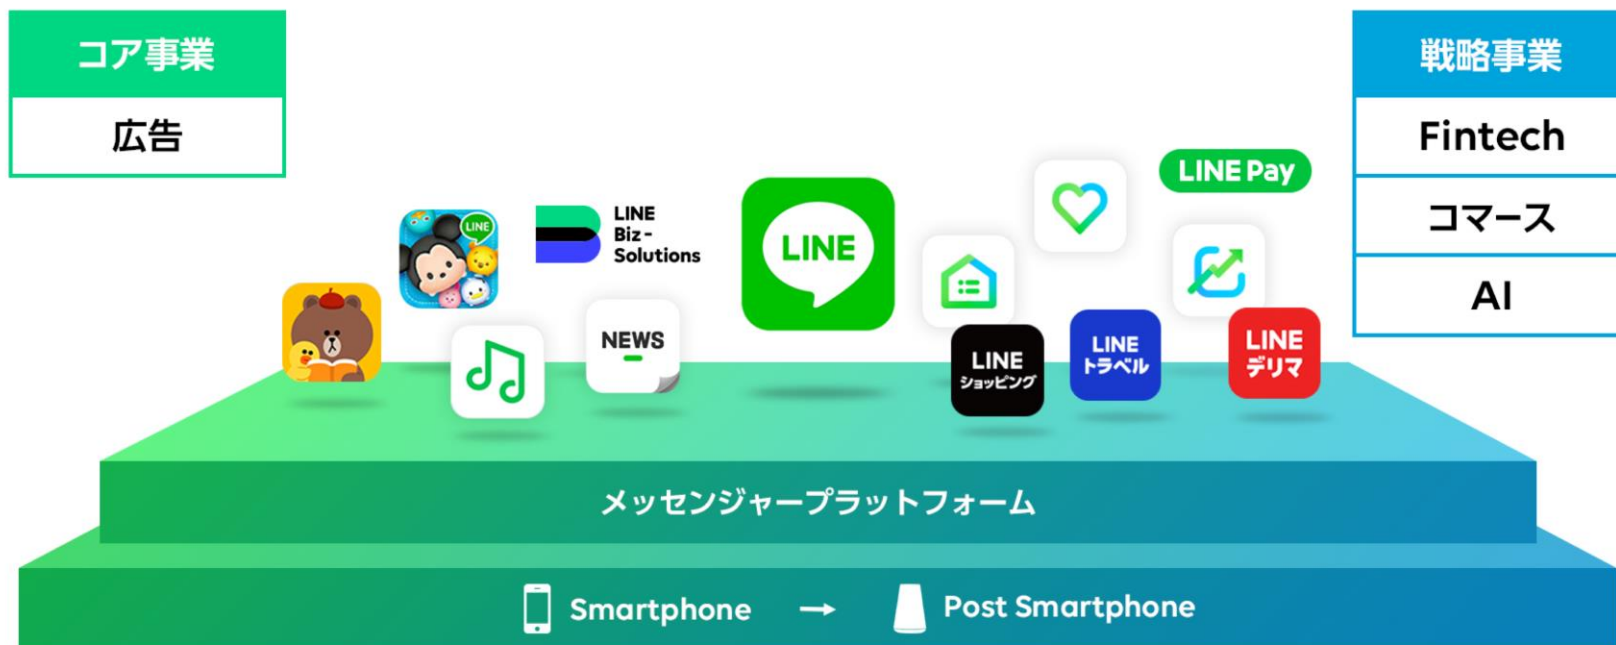 コア事業
広告
戦略事業
Fintech
コマース
AI
LINE
LINE
Biz-
Solutions
LINE
LINE Pay
NEWS
LINE
ショッピング
LINE
トラベル
LINE
デリマ
メッセンジャープラットフォーム
Smartphone → Post Smartphone